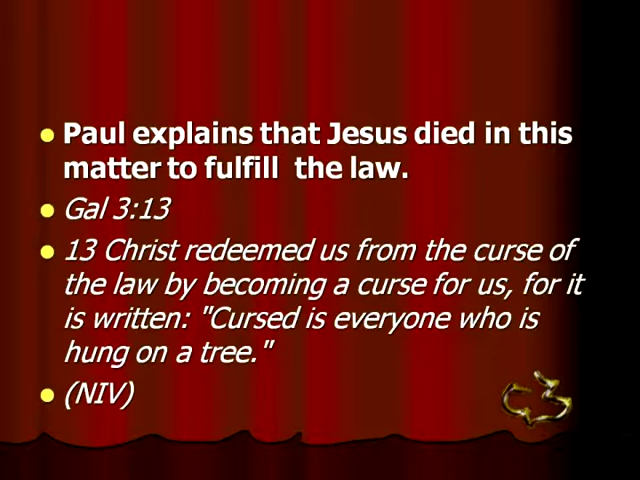 Paul explains that Jesus died in this
matter to fulfill  the law.
Gal 3:13
13 Christ redeemed us from the curse of
the law by becoming a curse for us, for it
is written: "Cursed is everyone who is
hung on a tree."
(NIV)